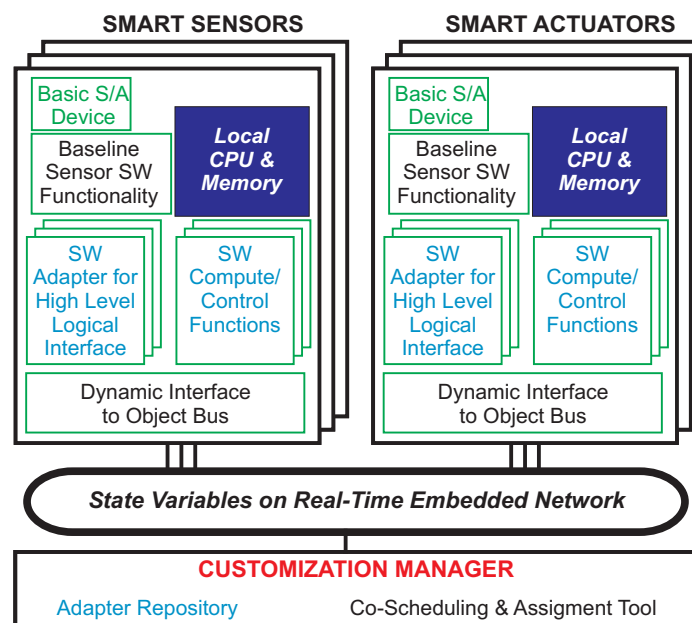 SMART SENSORS
Basic S/A
Device
Local
CPU &
Memory
Baseline
Sensor SW
Functionality
SW
Adapter for
High Level
Logical
Interface
SW
Compute/
Control
Functions
Dynamic Interface
to Object Bus
SMART ACTUATORS
Basic S/A
Device
Local
CPU &
Memory
Baseline
Sensor SW
Functionality
SW
Adapter for
High Level
Logical
Interface
SW
Compute/
Control
Functions
Dynamic Interface
to Object Bus
State Variables on Real-Time Embedded Network
CUSTOMIZATION MANAGER
Adapter Repository
Co-Scheduling & Assigment Tool